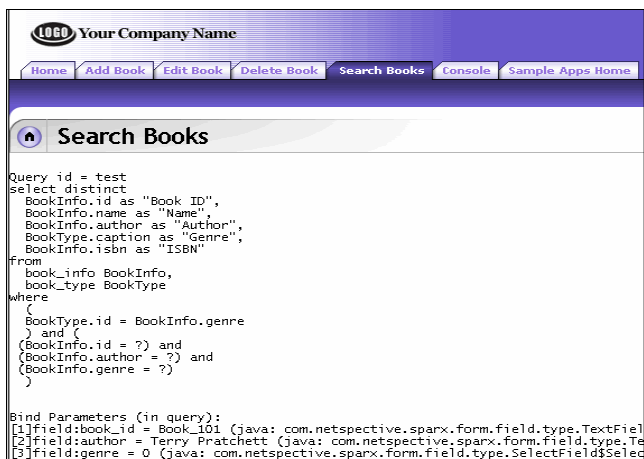 LOGO Your Company Name
Home Add Book Edit Book Delete Book Search Books Console Sample Apps Home
Search Books
Query id = test
select distinct
BookInfo.id as "Book ID",
BookInfo.name as "Name",
BookInfo.author as "Author",
BookType.caption as "Genre",
BookInfo.isbn as "ISBN"
from
book_info BookInfo,
book_type BookType
where
(
BookType.id = BookInfo.genre
) and (
(BookInfo.id = ?) and
(BookInfo.author = ?) and
(BookInfo.genre = ?)
)
Bind Parameters (in query):
[1]field:book_id = Book_101 (java: com.netspective.sparx.form.field.type.TextFiel
[2]field:author = Terry Pratchett (java: com.netspective.sparx.form.field.type.Te
[3]field:genre = 0 (java: com.netspective.sparx.form.field.type.SelectField$Selec